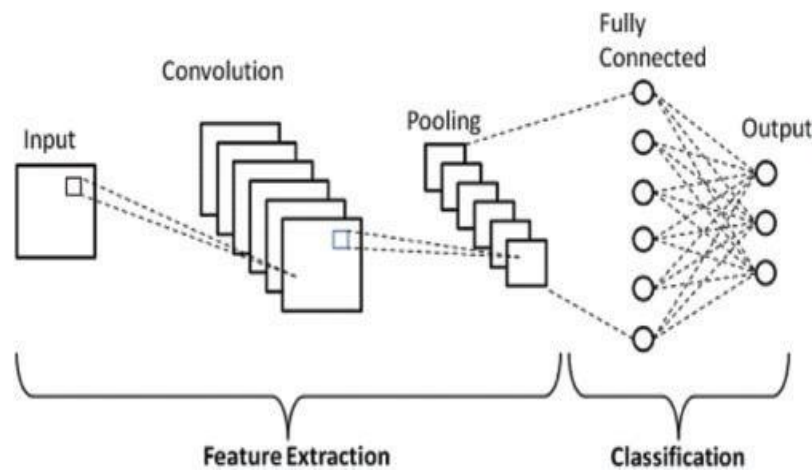 Input
Convolution
Pooling
Fully
Connected
Output
Feature Extraction
Classification